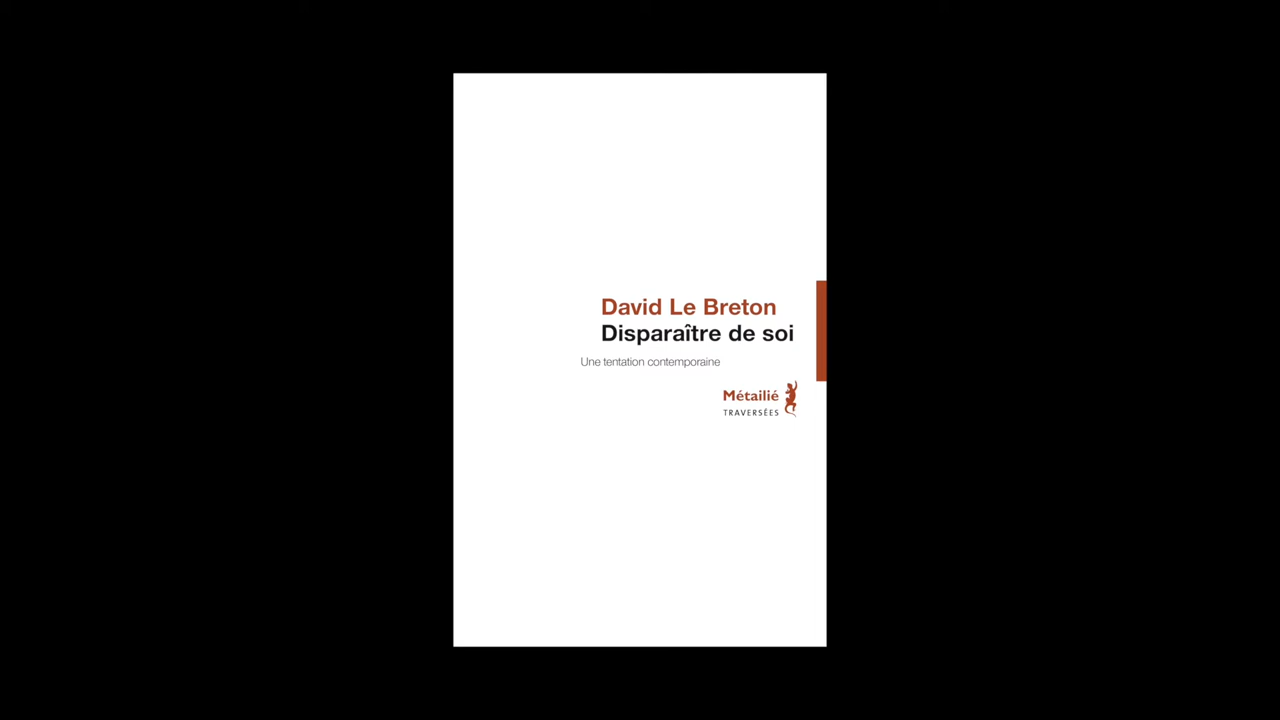 David Le Breton
Disparaître de soi
Une tentation contemporaine
Métailié
TRAVERSÉES